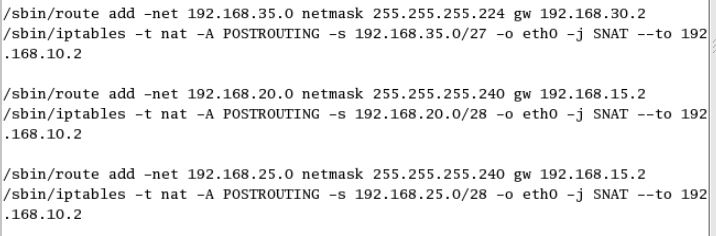 /sbin/route add -net 192.168.35.0 netmask 255.255.255.224 gw 192.168.30.2
/sbin/iptables -t nat -A POSTROUTING -s 192.168.35.0/27 -o eth0 -j SNAT --to 192
.168.10.2
/sbin/route add -net 192.168.20.0 netmask 255.255.255.240 gw 192.168.15.2
/sbin/iptables -t nat -A POSTROUTING -s 192.168.20.0/28 -o eth0 -j SNAT --to 192
.168.10.2
/sbin/route add -net 192.168.25.0 netmask 255.255.255.240 gw 192.168.15.2
/sbin/iptables -t nat -A POSTROUTING -s 192.168.25.0/28 -o eth0 -j SNAT --to 192
.168.10.2